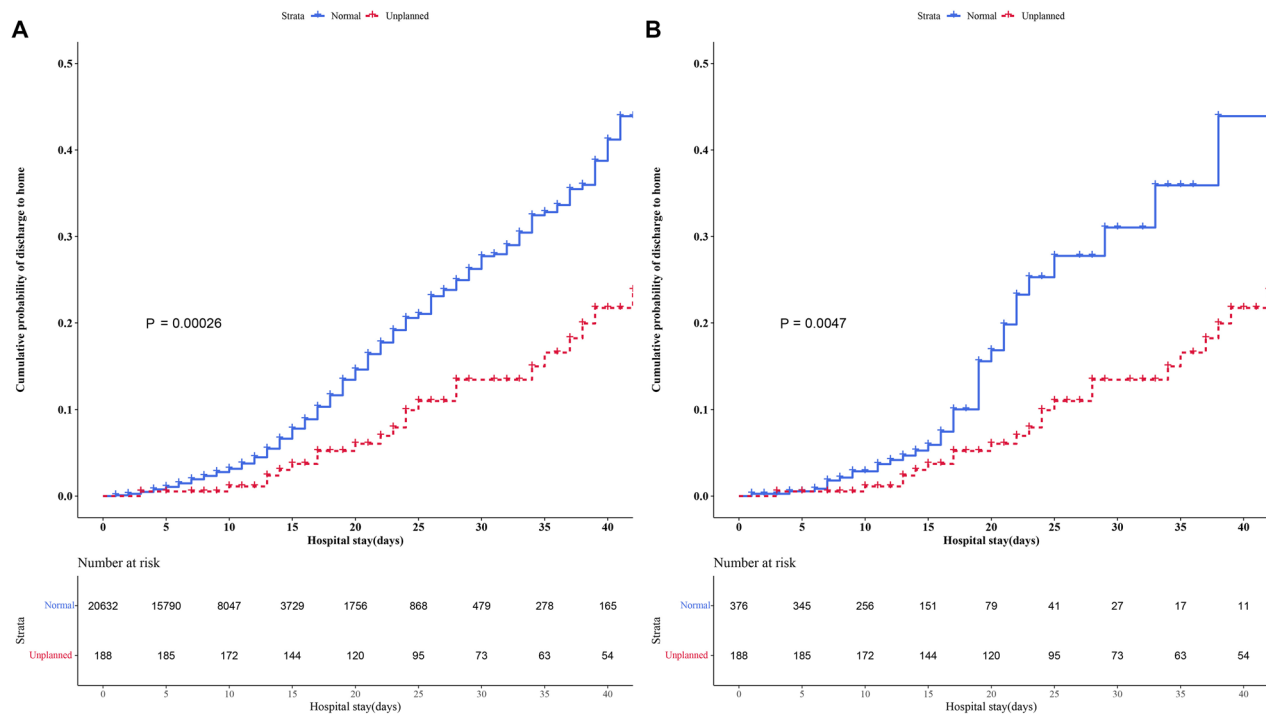 Strata Normal Unplanned
A
0.5
0.4
0.3
0.2
0.1
0.0
Cumulative probability of discharge to home
P = 0.00026
0 5 10 15 20 25 30 35 40
Hospital stay(days)
Number at risk
Strata
Normal 20632 15790 8047 3729 1756 868 479 278 165
Unplanned 188 185 172 144 120 95 73 63 54
0 5 10 15 20 25 30 35 40
Hospital stay(days)
Strata Normal Unplanned
B
0.5
0.4
0.3
0.2
0.1
0.0
Cumulative probability of discharge to home
P = 0.0047
0 5 10 15 20 25 30 35 40
Hospital stay(days)
Number at risk
Strata
Normal 376 345 256 151 79 41 27 17 11
Unplanned 188 185 172 144 120 95 73 63 54
0 5 10 15 20 25 30 35 40
Hospital stay(days)